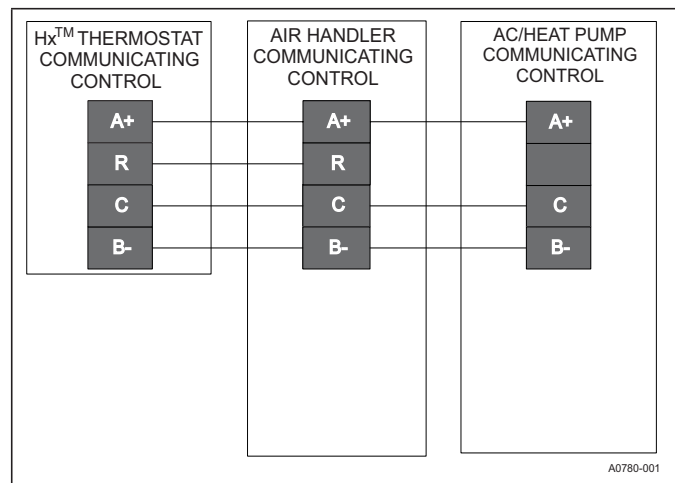 Hx™ THERMOSTAT
COMMUNICATING
CONTROL
A+
R
C
B-
AIR HANDLER
COMMUNICATING
CONTROL
A+
R
C
B-
AC/HEAT PUMP
COMMUNICATING
CONTROL
A+
C
B-
A0780-001